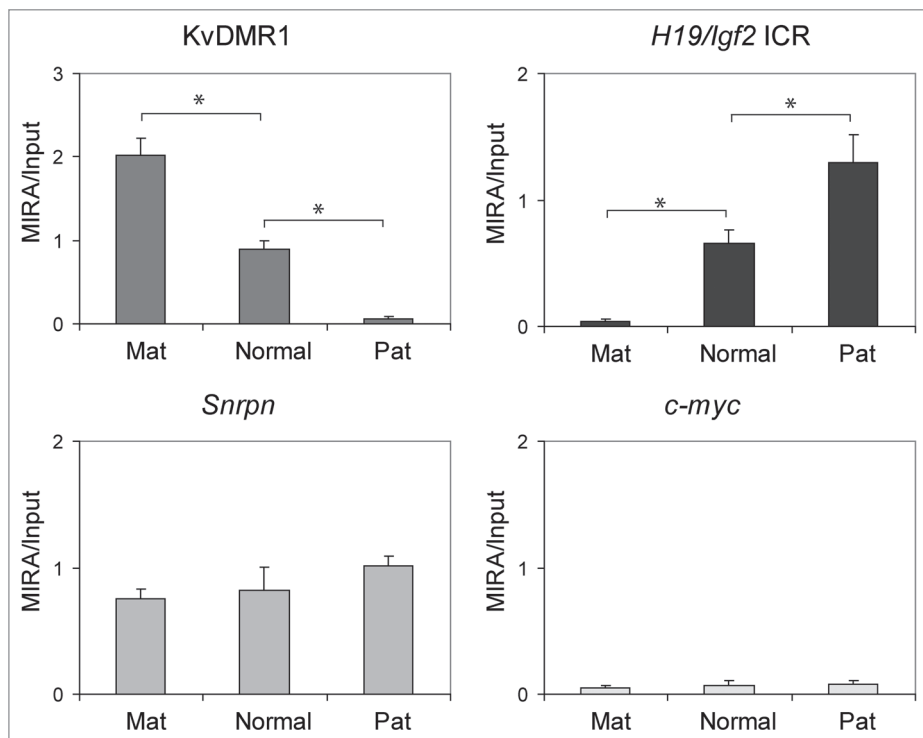 KvDMR1
3
2
1
0
MIRA/Input
*
*
Mat Normal Pat
H19/Igf2 ICR
2
1
0
MIRA/Input
*
*
Mat Normal Pat
Snrpn
2
1
0
MIRA/Input
Mat Normal Pat
c-myc
2
1
0
MIRA/Input
Mat Normal Pat